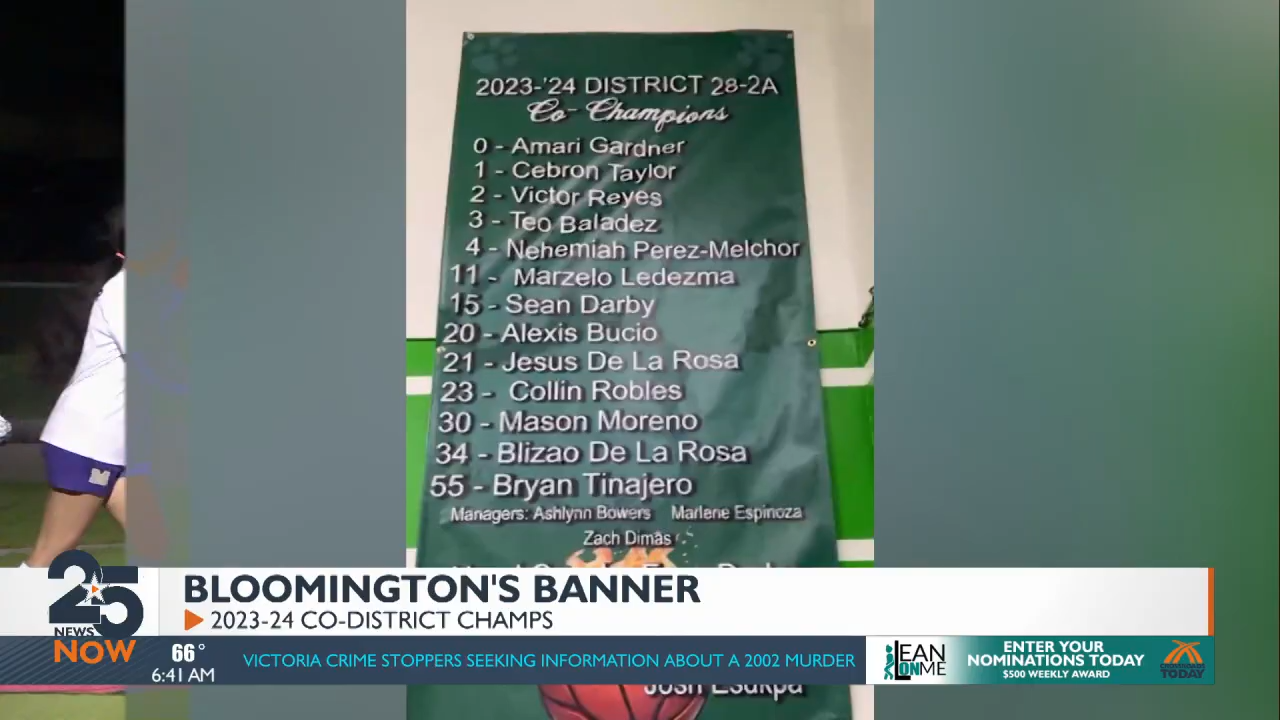 2023-'24 DISTRICT 28-2A
Co-Champions
0 - Amari Gardner
1 - Cebron Taylor
2 - Victor Reyes
3 - Teo Baladez
4 - Nehemiah Perez-Melchor
11 - Marzelo Ledezma
15 - Sean Darby
20 - Alexis Bucio
21 - Jesus De La Rosa
23 - Collin Robles
30 - Mason Moreno
34 - Blizao De La Rosa
55 - Bryan Tinajero
Managers: Ashlynn Bowers Marlene Espinoza
Zach Dimas
BLOOMINGTON'S BANNER
2023-24 CO-DISTRICT CHAMPS
25
NEWS
NOW
66°
6:41 AM
VICTORIA CRIME STOPPERS SEEKING INFORMATION ABOUT A 2002 MURDER
LEAN
ON ME
ENTER YOUR
NOMINATIONS TODAY
$500 WEEKLY AWARD
CROSSROADS
TODAY
Josh
M